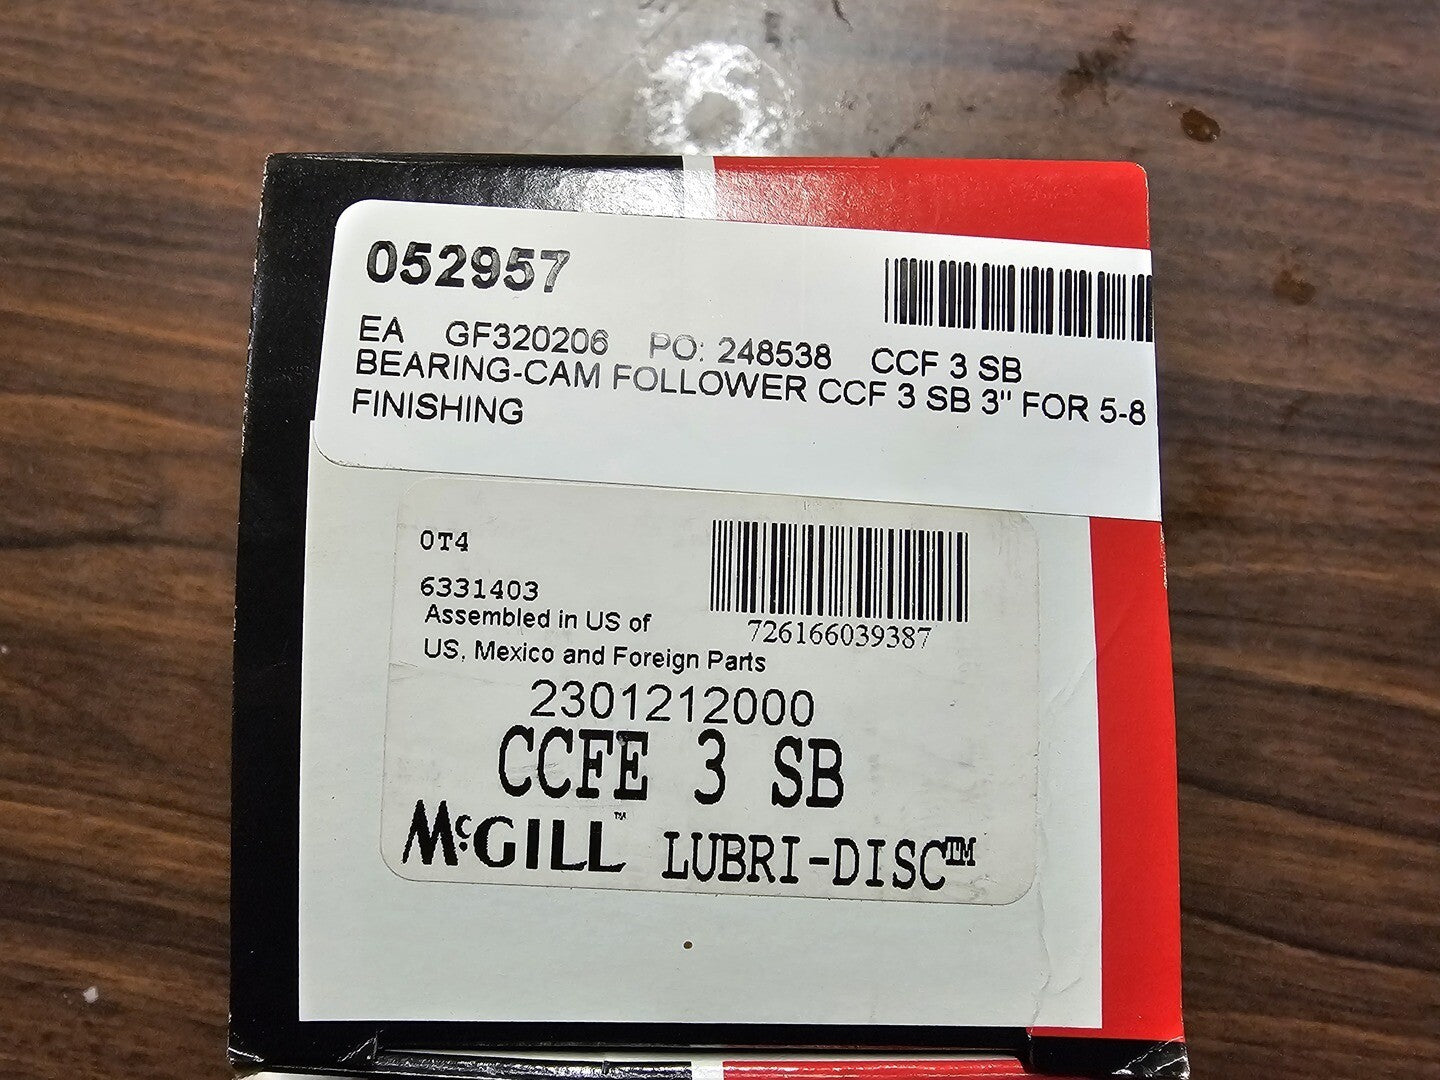 052957
EA GF320206 PO: 248538 CCF 3 SB
BEARING-CAM FOLLOWER CCF 3 SB 3" FOR 5-8
FINISHING
0T4
6331403
Assembled in US of
US, Mexico and Foreign Parts
726166039387
2301212000
CCFE 3 SB
McGILL™ LUBRI-DISC™